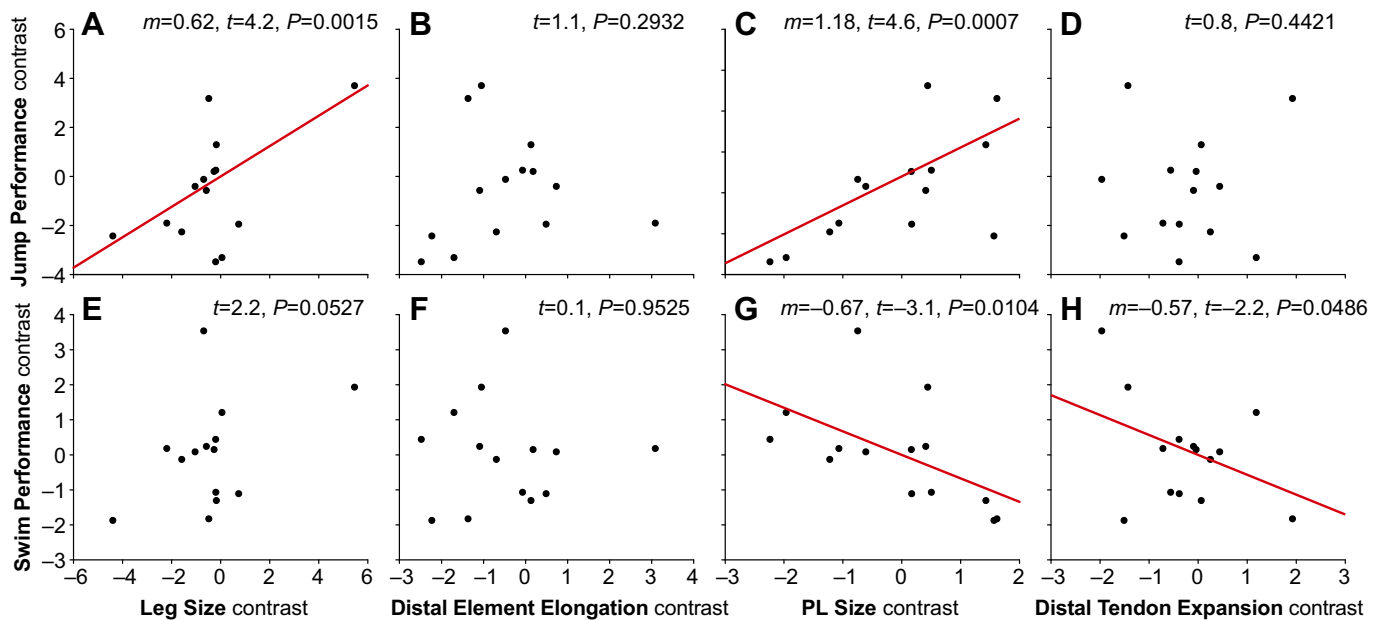 A m=0.62, t=4.2, P=0.0015
B t=1.1, P=0.2932
C m=1.18, t=4.6, P=0.0007
D t=0.8, P=0.4421
Jump Performance contrast
6
4
2
0
–2
–4
E t=2.2, P=0.0527
F t=0.1, P=0.9525
G m=–0.67, t=–3.1, P=0.0104
H m=–0.57, t=–2.2, P=0.0486
Swim Performance contrast
4
3
2
1
0
–1
–2
–3
–6 –4 –2 0 2 4 6
–3 –2 –1 0 1 2 3 4
–3 –2 –1 0 1 2
–3 –2 –1 0 1 2 3
Leg Size contrast
Distal Element Elongation contrast
PL Size contrast
Distal Tendon Expansion contrast